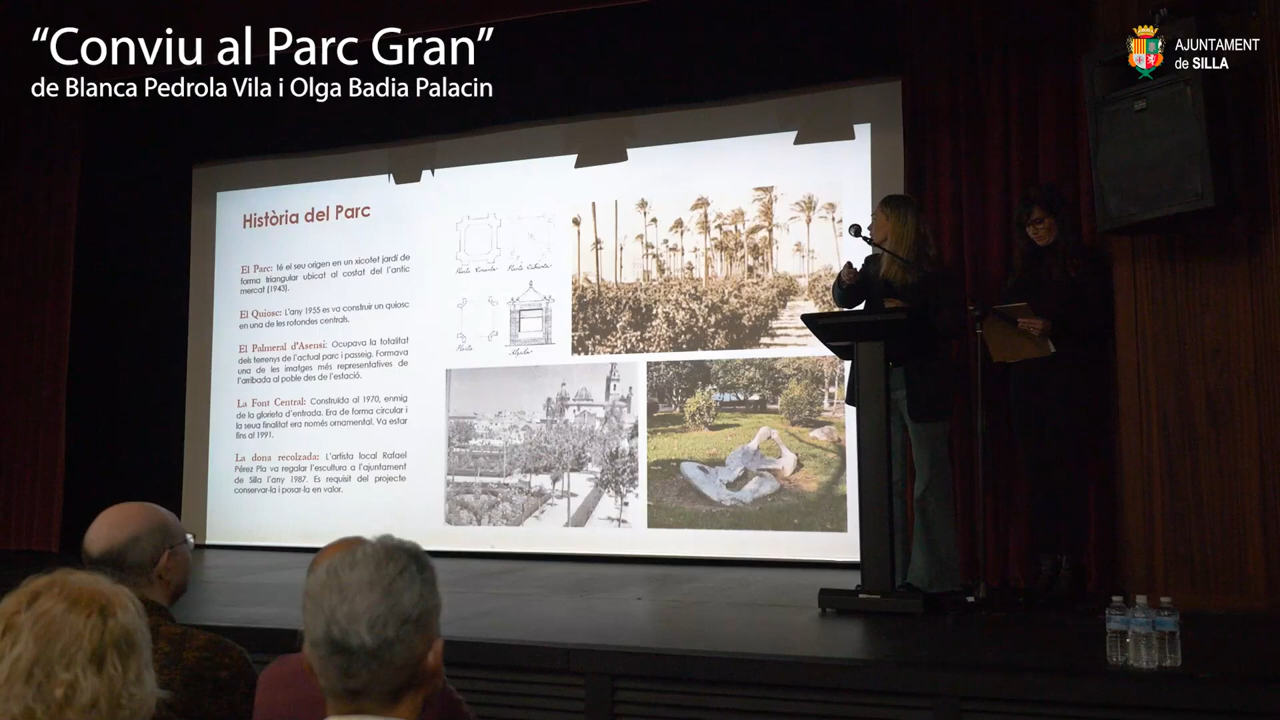 “Conviu al Parc Gran”
de Blanca Pedrola Vila i Olga Badia Palacin
AJUNTAMENT
de SILLA
Història del Parc
El Parc: té el seu origen en un xicotet jardí de
forma triangular ubicat al costat del l'antic
mercat (1943).
El Quiosc: L'any 1955 es va construir un quiosc
en una de les rotondes centrals.
El Palmeral d'Asensi: Ocupava la totalitat
dels terrenys de l'actual parc i passeig. Formava
una de les imatges més representatives de
l'arribada al poble des de l'estació.
La Font Central: Construïda al 1970, enmig
de la glorieta d'entrada. Era de forma circular i
la seua finalitat era només ornamental. Va estar
fins al 1991.
La dona recolzada: L'artista local Rafael
Pérez Pla va regalar l'escultura a l'ajuntament
de Silla l'any 1987. Es requisit del projecte
conservar-la i posar-la en valor.
Planta
Alçada